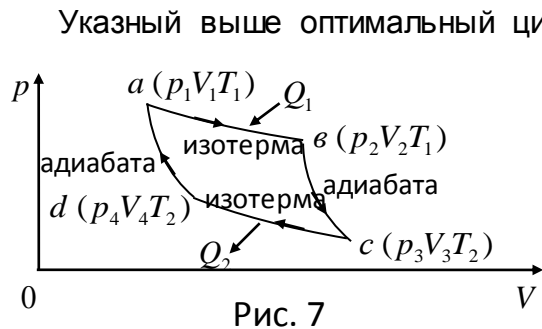 Указный выше оптимальный ци
p
a (p₁V₁T₁)
Q₁
изотерма
в (p₂V₂T₁)
адиабата
изотерма
адиабата
d (p₄V₄T₂)
c (p₃V₃T₂)
Q₂
0
V
Рис. 7